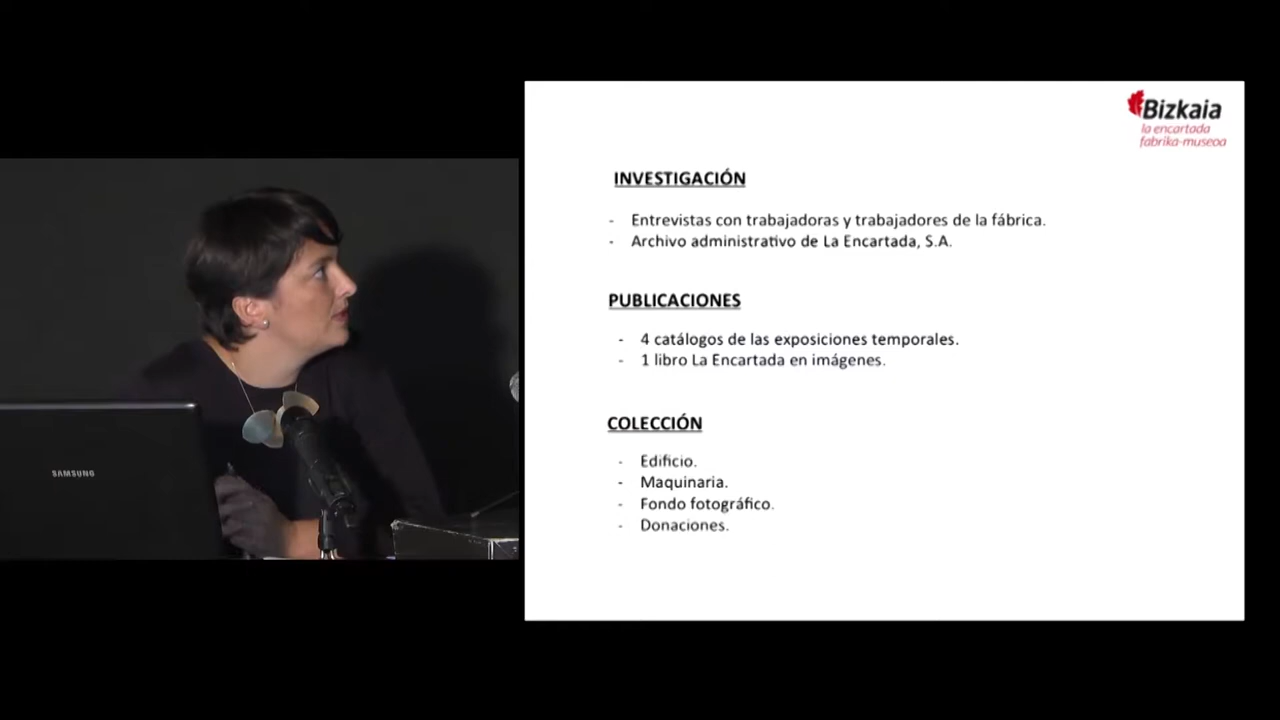 Bizkaia
la encartada
fabrika-museoa
INVESTIGACIÓN
- Entrevistas con trabajadoras y trabajadores de la fábrica.
- Archivo administrativo de La Encartada, S.A.
PUBLICACIONES
- 4 catálogos de las exposiciones temporales.
- 1 libro La Encartada en imágenes.
COLECCIÓN
- Edificio.
- Maquinaria.
- Fondo fotográfico.
- Donaciones.
SAMSUNG